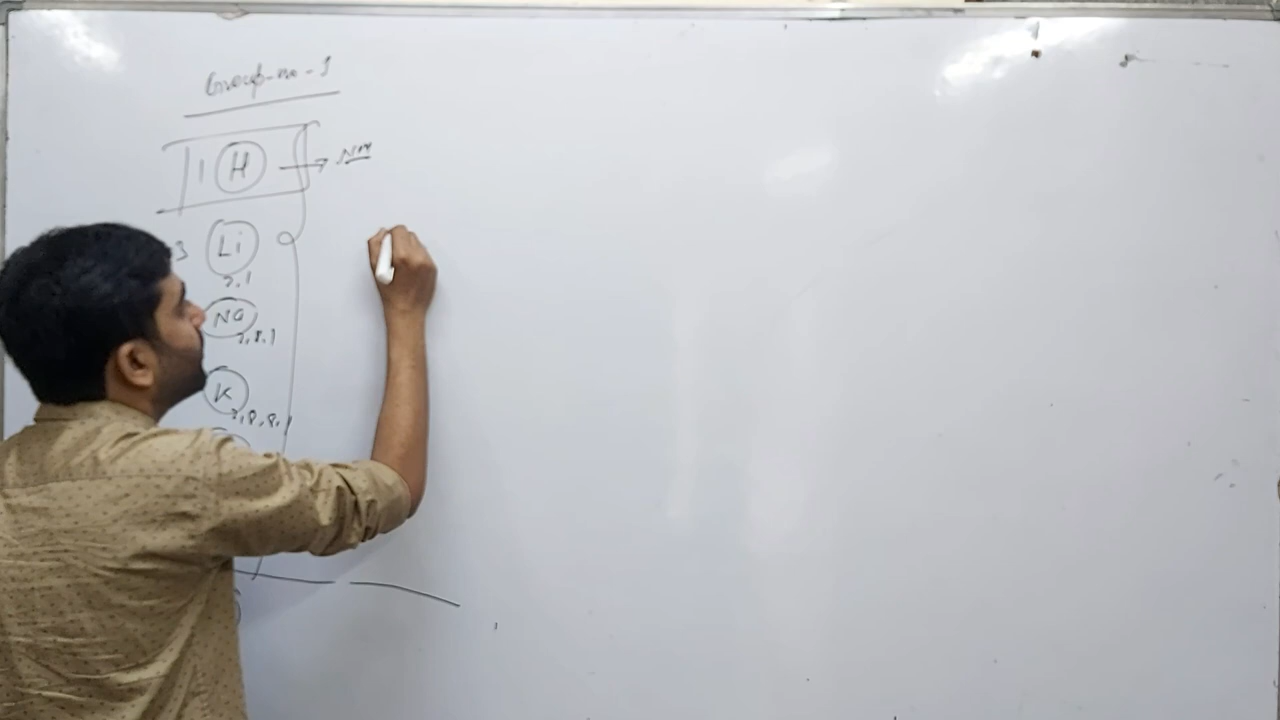 Group-no-1
1 H → NM
3 Li
2,1
Na
2,8,1
K
2,8,8,1